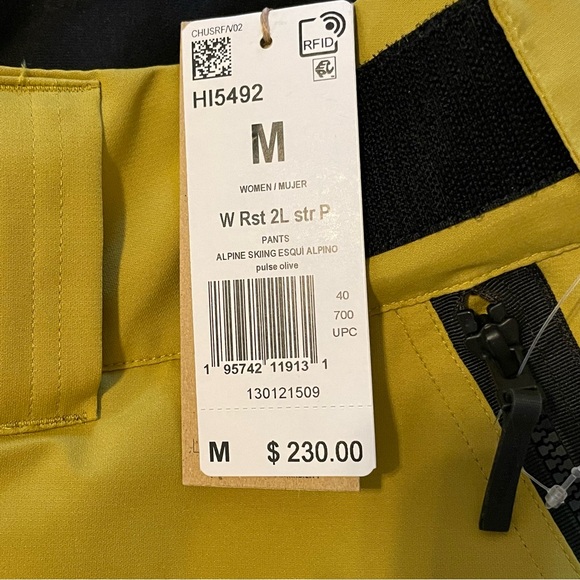 CHUSRF/V02
RFID
HI5492
M
WOMEN / MUJER
W Rst 2L str P
PANTS
ALPINE SKIING ESQUÍ ALPINO
pulse olive
40
700
UPC
1 95742 11913 1
130121509
M $ 230.00